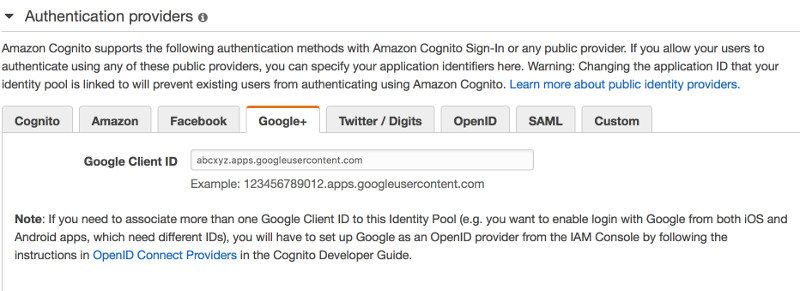 Authentication providers
Amazon Cognito supports the following authentication methods with Amazon Cognito Sign-In or any public provider. If you allow your users to
authenticate using any of these public providers, you can specify your application identifiers here. Warning: Changing the application ID that your
identity pool is linked to will prevent existing users from authenticating using Amazon Cognito. Learn more about public identity providers.
Cognito Amazon Facebook Google+ Twitter / Digits OpenID SAML Custom
Google Client ID abcxyz.apps.googleusercontent.com
Example: 123456789012.apps.googleusercontent.com
Note: If you need to associate more than one Google Client ID to this Identity Pool (e.g. you want to enable login with Google from both iOS and
Android apps, which need different IDs), you will have to set up Google as an OpenID provider from the IAM Console by following the
instructions in OpenID Connect Providers in the Cognito Developer Guide.